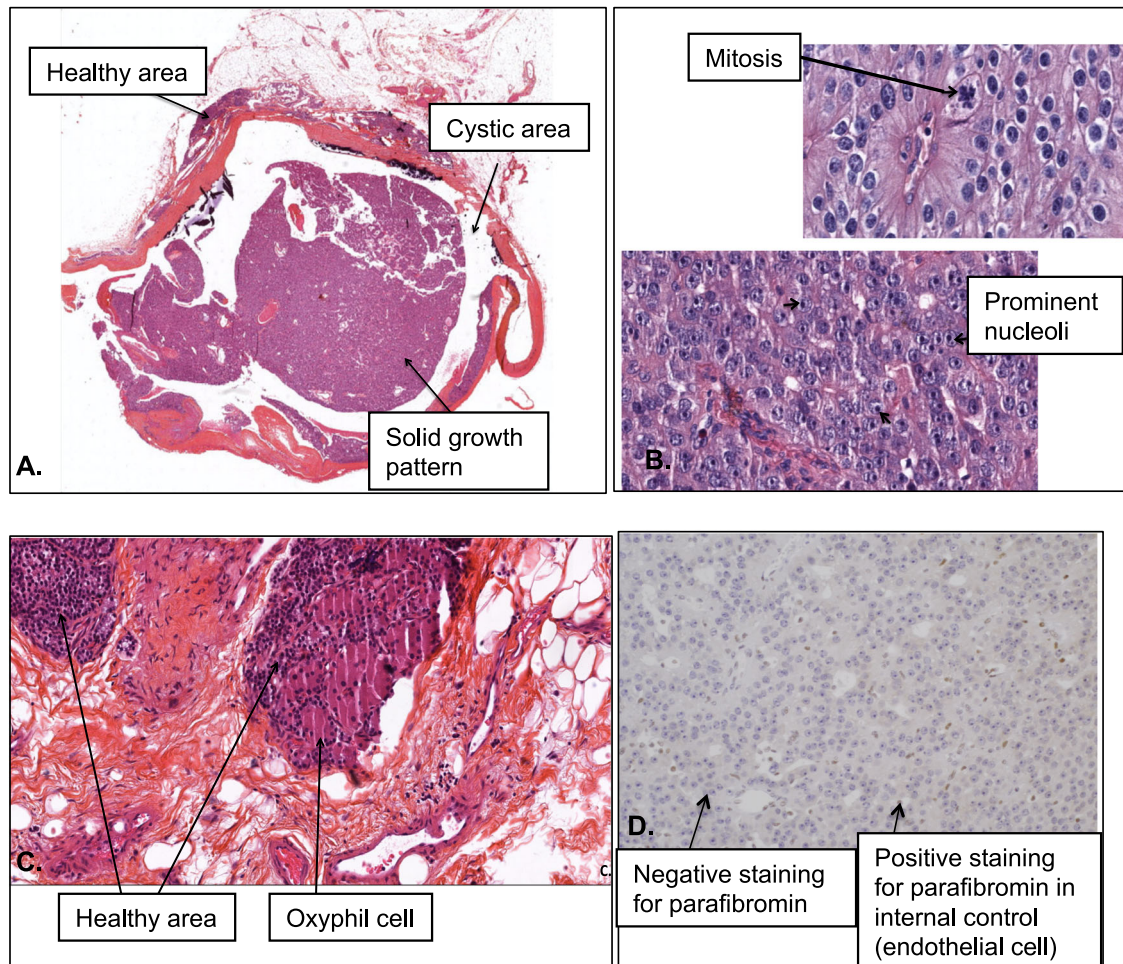 Healthy area
Cystic area
Solid growth
pattern
A.
Mitosis
Prominent
nucleoli
B.
C.
c.
Healthy area
Oxyphil cell
D.
Negative staining
for parafibromin
Positive staining
for parafibromin in
internal control
(endothelial cell)